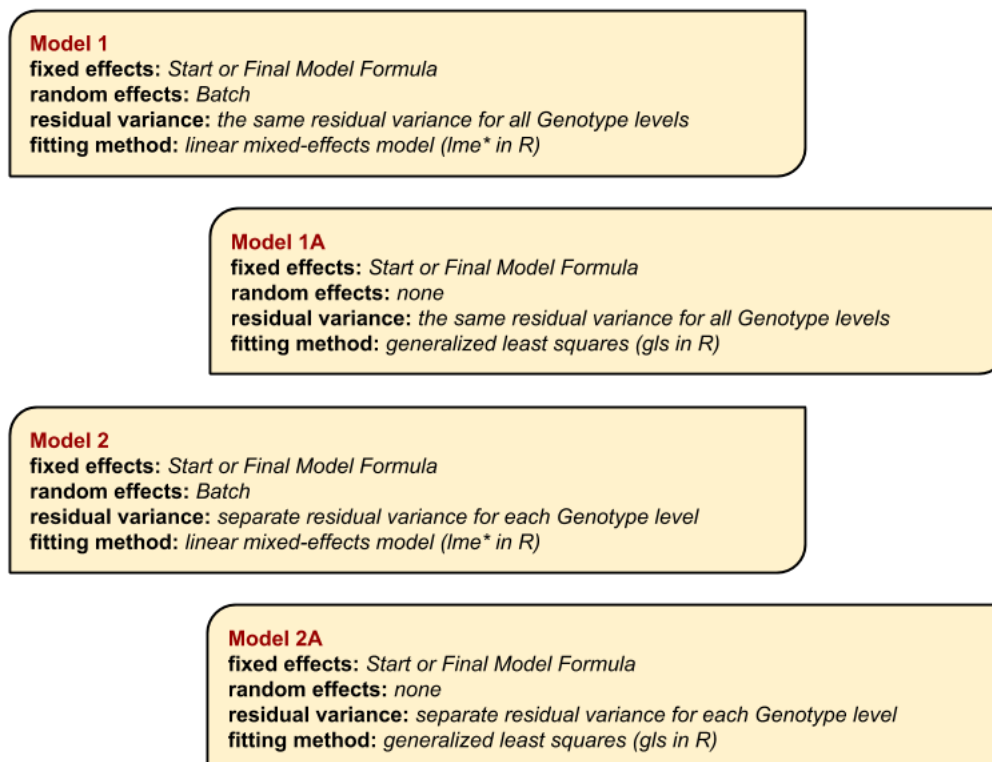 Model 1
fixed effects: Start or Final Model Formula
random effects: Batch
residual variance: the same residual variance for all Genotype levels
fitting method: linear mixed-effects model (lme* in R)
Model 1A
fixed effects: Start or Final Model Formula
random effects: none
residual variance: the same residual variance for all Genotype levels
fitting method: generalized least squares (gls in R)
Model 2
fixed effects: Start or Final Model Formula
random effects: Batch
residual variance: separate residual variance for each Genotype level
fitting method: linear mixed-effects model (lme* in R)
Model 2A
fixed effects: Start or Final Model Formula
random effects: none
residual variance: separate residual variance for each Genotype level
fitting method: generalized least squares (gls in R)